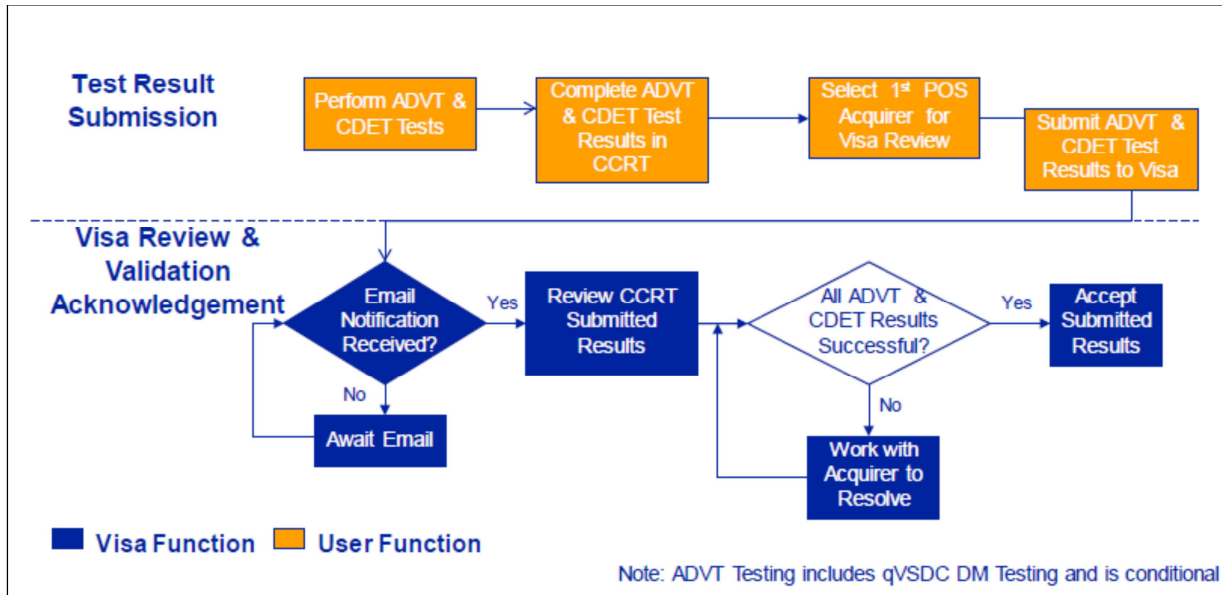 Test Result
Submission
Perform ADVT &
CDET Tests
Complete ADVT
& CDET Test
Results in
CCRT
Select 1st POS
Acquirer for
Visa Review
Submit ADVT &
CDET Test
Results to Visa
Visa Review &
Validation
Acknowledgement
Email
Notification
Received?
Yes
Review CCRT
Submitted
Results
All ADVT &
CDET Results
Successful?
Yes
Accept
Submitted
Results
No
Await Email
No
Work with
Acquirer to
Resolve
Visa Function
User Function
Note: ADVT Testing includes qVSDC DM Testing and is conditional